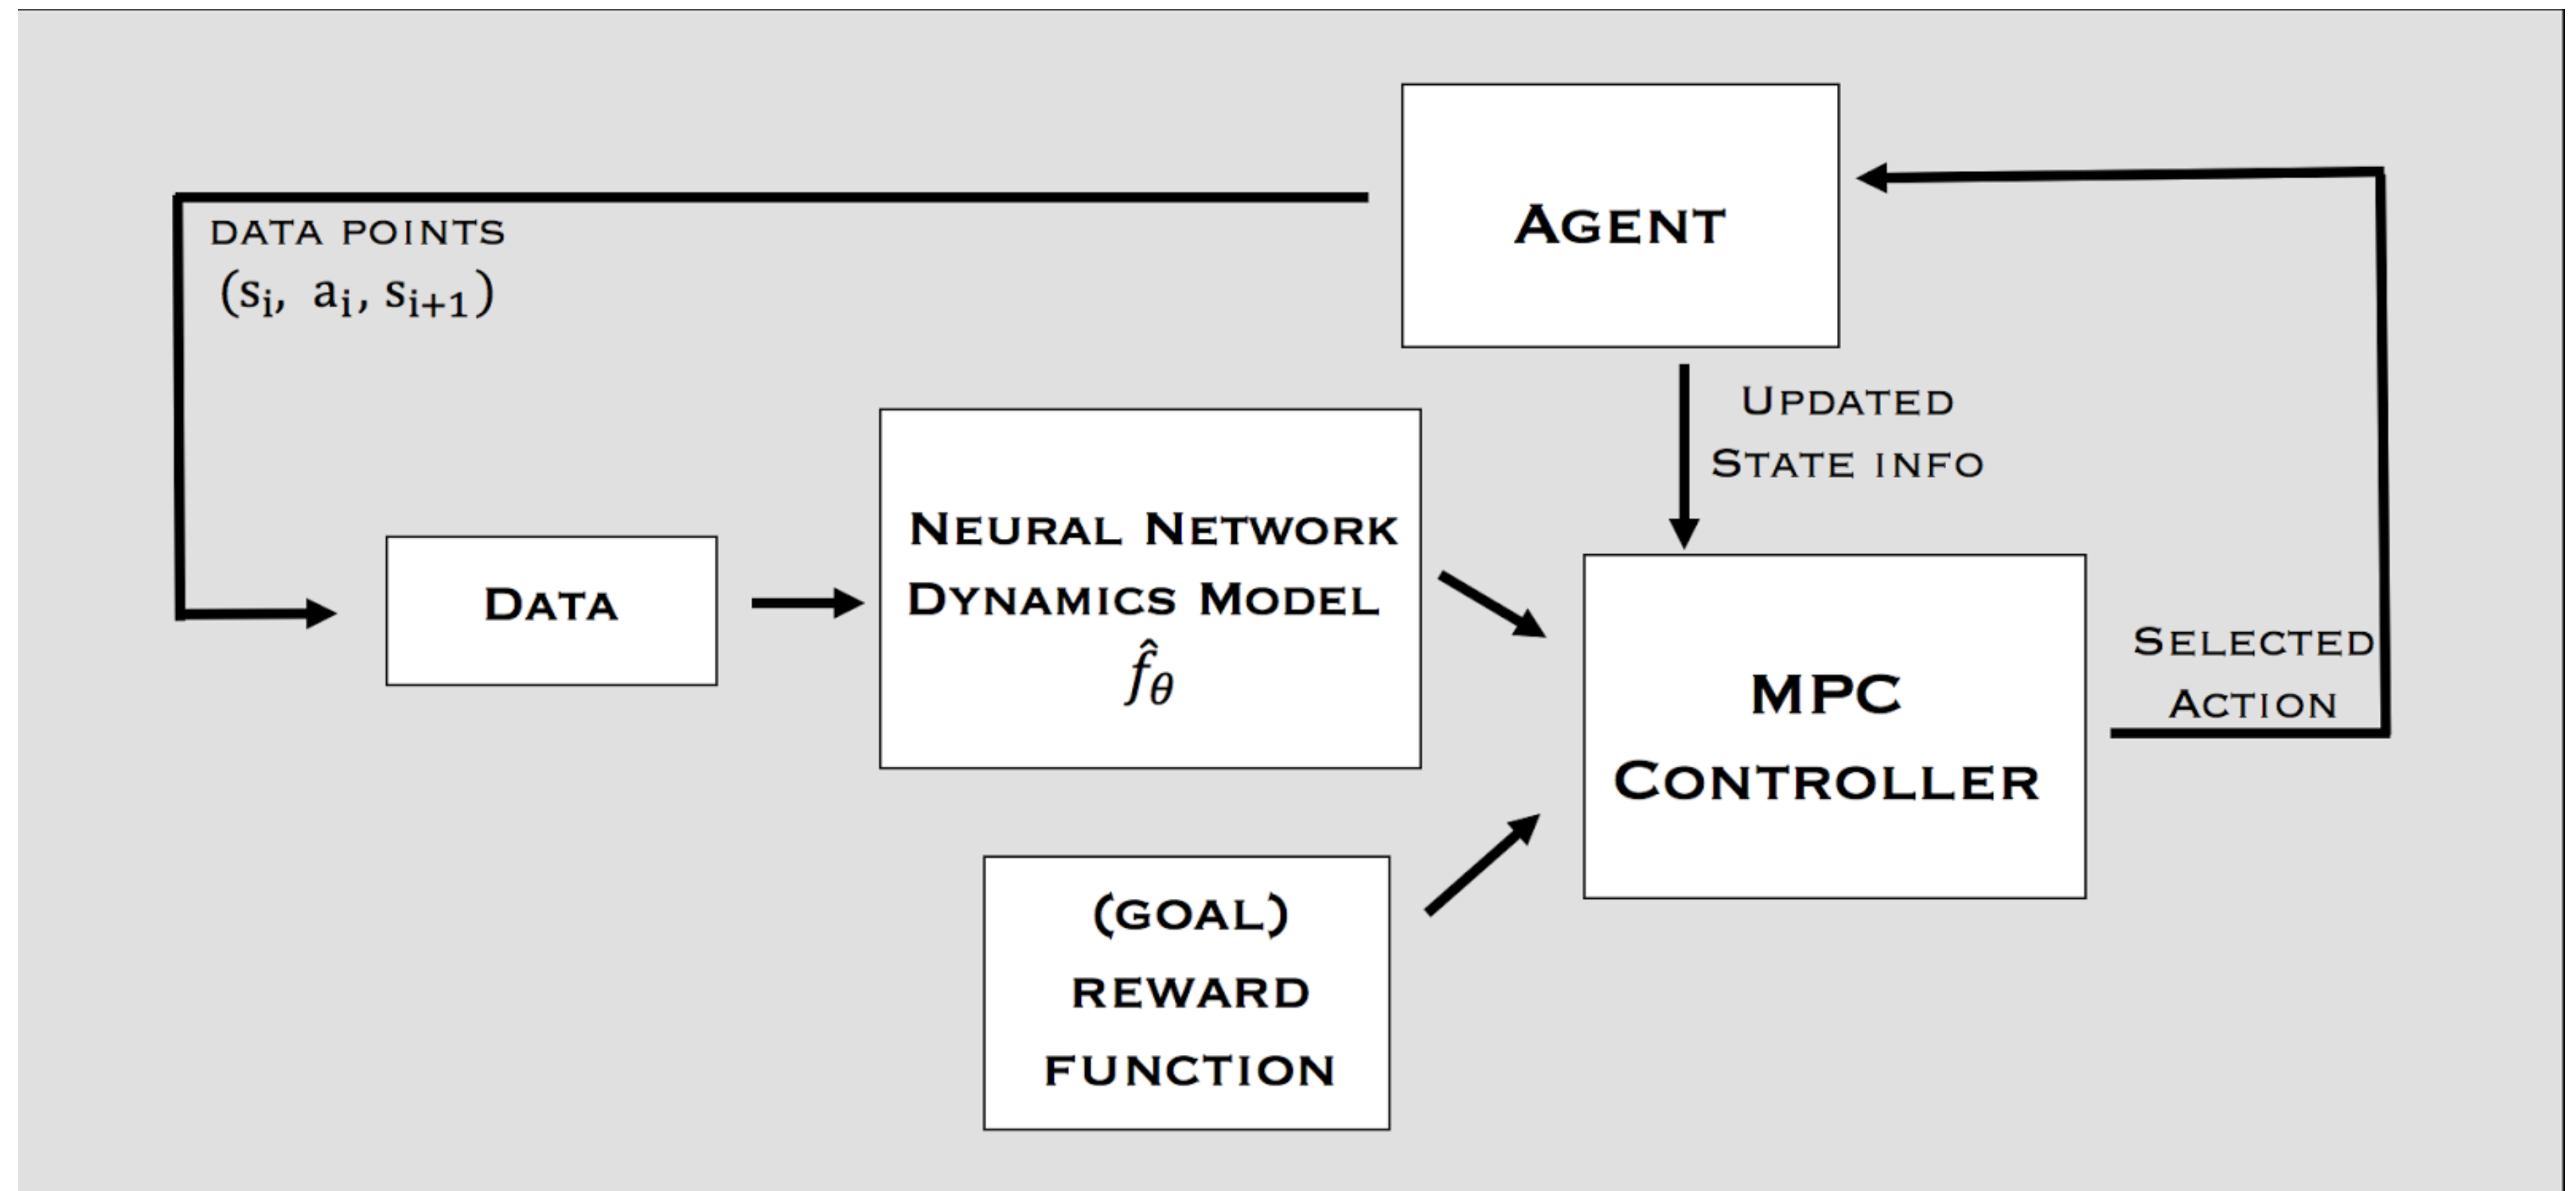 AGENT
DATA POINTS
(sᵢ, aᵢ, sᵢ₊₁)
UPDATED
STATE INFO
NEURAL NETWORK
DYNAMICS MODEL
f̂_θ
DATA
MPC
CONTROLLER
SELECTED
ACTION
(GOAL)
REWARD
FUNCTION